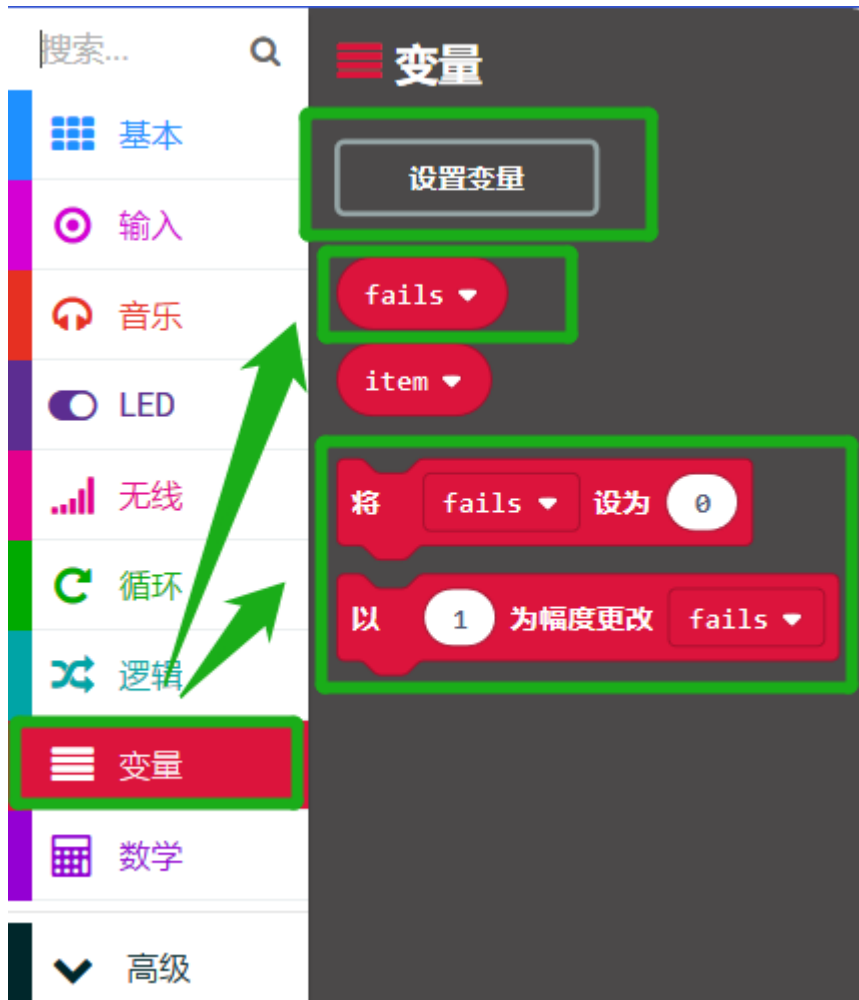 搜索...
基本
输入
音乐
LED
无线
循环
逻辑
变量
数学
高级
变量
设置变量
fails
item
将 fails 设为 0
以 1 为幅度更改 fails